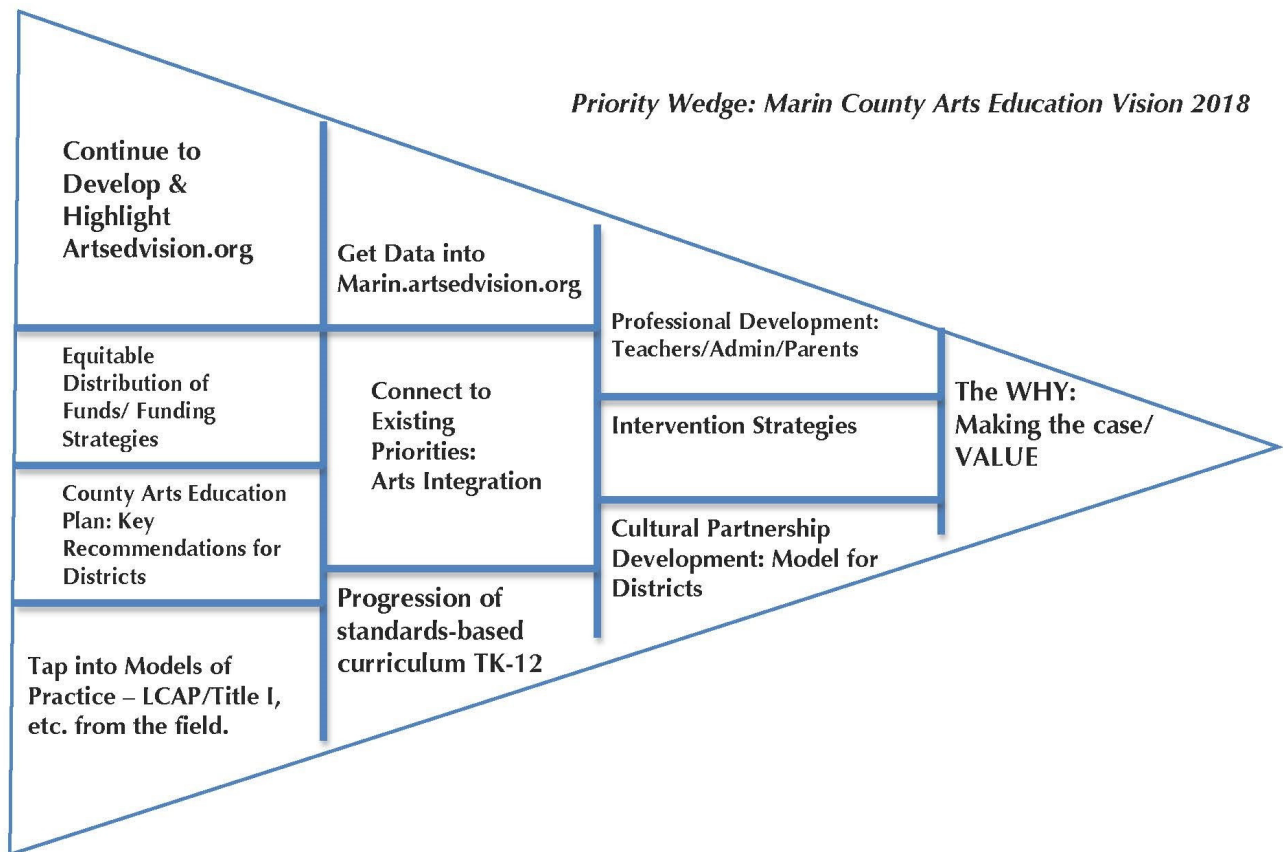 Priority Wedge: Marin County Arts Education Vision 2018
Continue to
Develop &
Highlight
Artsedvision.org
Equitable
Distribution of
Funds/ Funding
Strategies
County Arts Education
Plan: Key
Recommendations for
Districts
Tap into Models of
Practice – LCAP/Title I,
etc. from the field.
Get Data into
Marin.artsedvision.org
Connect to
Existing
Priorities:
Arts Integration
Progression of
standards-based
curriculum TK-12
Professional Development:
Teachers/Admin/Parents
Intervention Strategies
Cultural Partnership
Development: Model for
Districts
The WHY:
Making the case/
VALUE